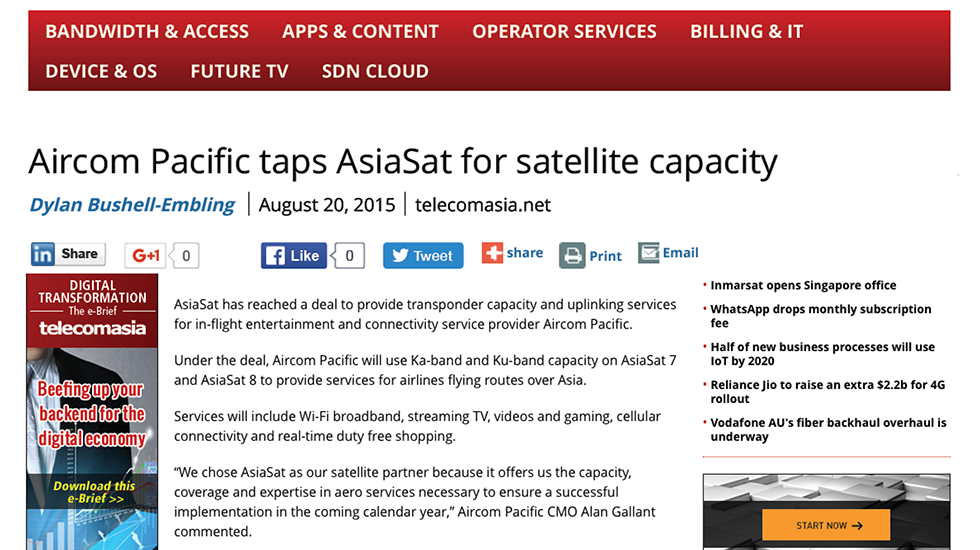 BANDWIDTH & ACCESS APPS & CONTENT OPERATOR SERVICES BILLING & IT
DEVICE & OS FUTURE TV SDN CLOUD
Aircom Pacific taps AsiaSat for satellite capacity
Dylan Bushell-Embling | August 20, 2015 | telecomasia.net
in Share G+1 0 f Like 0 Tweet share Print Email
DIGITAL
TRANSFORMATION
The e-Brief
telecomasia
Beefing up your
backend for the
digital economy
Download this
e-Brief >>
AsiaSat has reached a deal to provide transponder capacity and uplinking services
for in-flight entertainment and connectivity service provider Aircom Pacific.
Under the deal, Aircom Pacific will use Ka-band and Ku-band capacity on AsiaSat 7
and AsiaSat 8 to provide services for airlines flying routes over Asia.
Services will include Wi-Fi broadband, streaming TV, videos and gaming, cellular
connectivity and real-time duty free shopping.
“We chose AsiaSat as our satellite partner because it offers us the capacity,
coverage and expertise in aero services necessary to ensure a successful
implementation in the coming calendar year,” Aircom Pacific CMO Alan Gallant
commented.
• Inmarsat opens Singapore office
• WhatsApp drops monthly subscription
fee
• Half of new business processes will use
IoT by 2020
• Reliance Jio to raise an extra $2.2b for 4G
rollout
• Vodafone AU's fiber backhaul overhaul is
underway
START NOW →